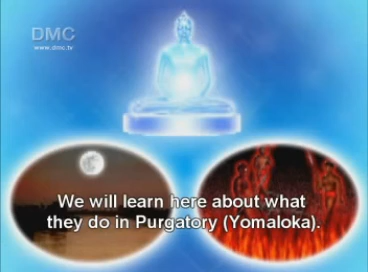 DMC
www.dmc.tv
We will learn here about what
they do in Purgatory (Yomaloka).